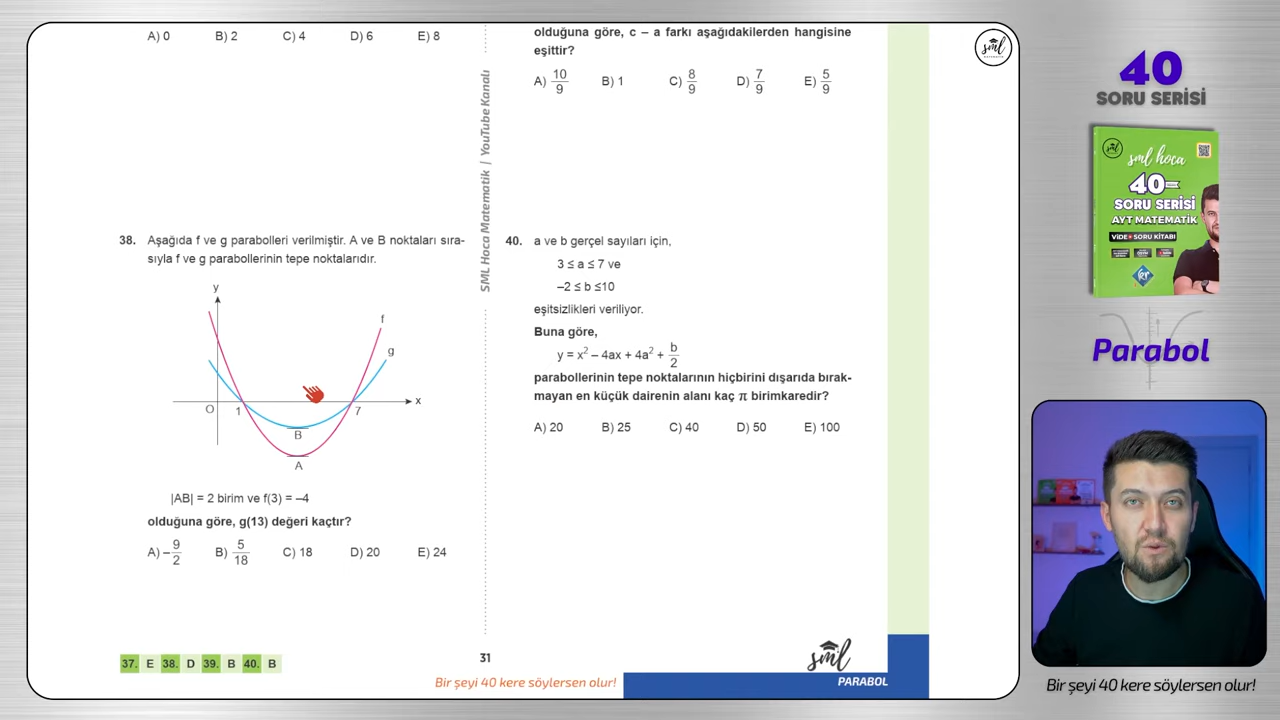 A) 0 B) 2 C) 4 D) 6 E) 8
38. Aşağıda f ve g parabolleri verilmiştir. A ve B noktaları sıra-
sıyla f ve g parabollerinin tepe noktalarıdır.
y
f
g
O 1 7 x
B
A
|AB| = 2 birim ve f(3) = –4
olduğuna göre, g(13) değeri kaçtır?
A) –9/2 B) 5/18 C) 18 D) 20 E) 24
SML Hoca Matematik | YouTube Kanalı
olduğuna göre, c – a farkı aşağıdakilerden hangisine
eşittir?
A) 10/9 B) 1 C) 8/9 D) 7/9 E) 5/9
40. a ve b gerçel sayıları için,
3 ≤ a ≤ 7 ve
–2 ≤ b ≤10
eşitsizlikleri veriliyor.
Buna göre,
y = x² – 4ax + 4a² + b/2
parabollerinin tepe noktalarının hiçbirini dışarıda bırak-
mayan en küçük dairenin alanı kaç π birimkaredir?
A) 20 B) 25 C) 40 D) 50 E) 100
37. E 38. D 39. B 40. B
31
Bir şeyi 40 kere söylersen olur!
sml
PARABOL
sml
40
SORU SERİSİ
sml
sml hoca
40
SORU SERİSİ
AYT MATEMATİK
VİDEO SORU KİTABI
Parabol
Bir şeyi 40 kere söylersen olur!